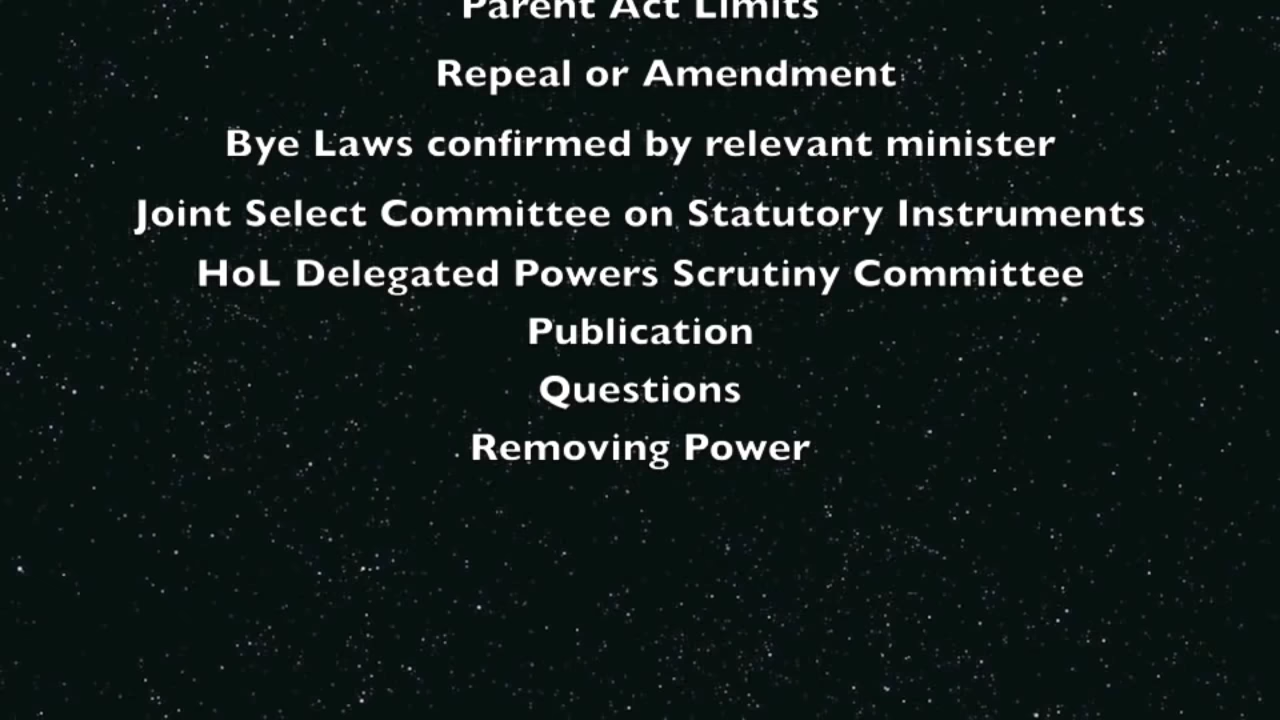 Parent Act Limits
Repeal or Amendment
Bye Laws confirmed by relevant minister
Joint Select Committee on Statutory Instruments
HoL Delegated Powers Scrutiny Committee
Publication
Questions
Removing Power